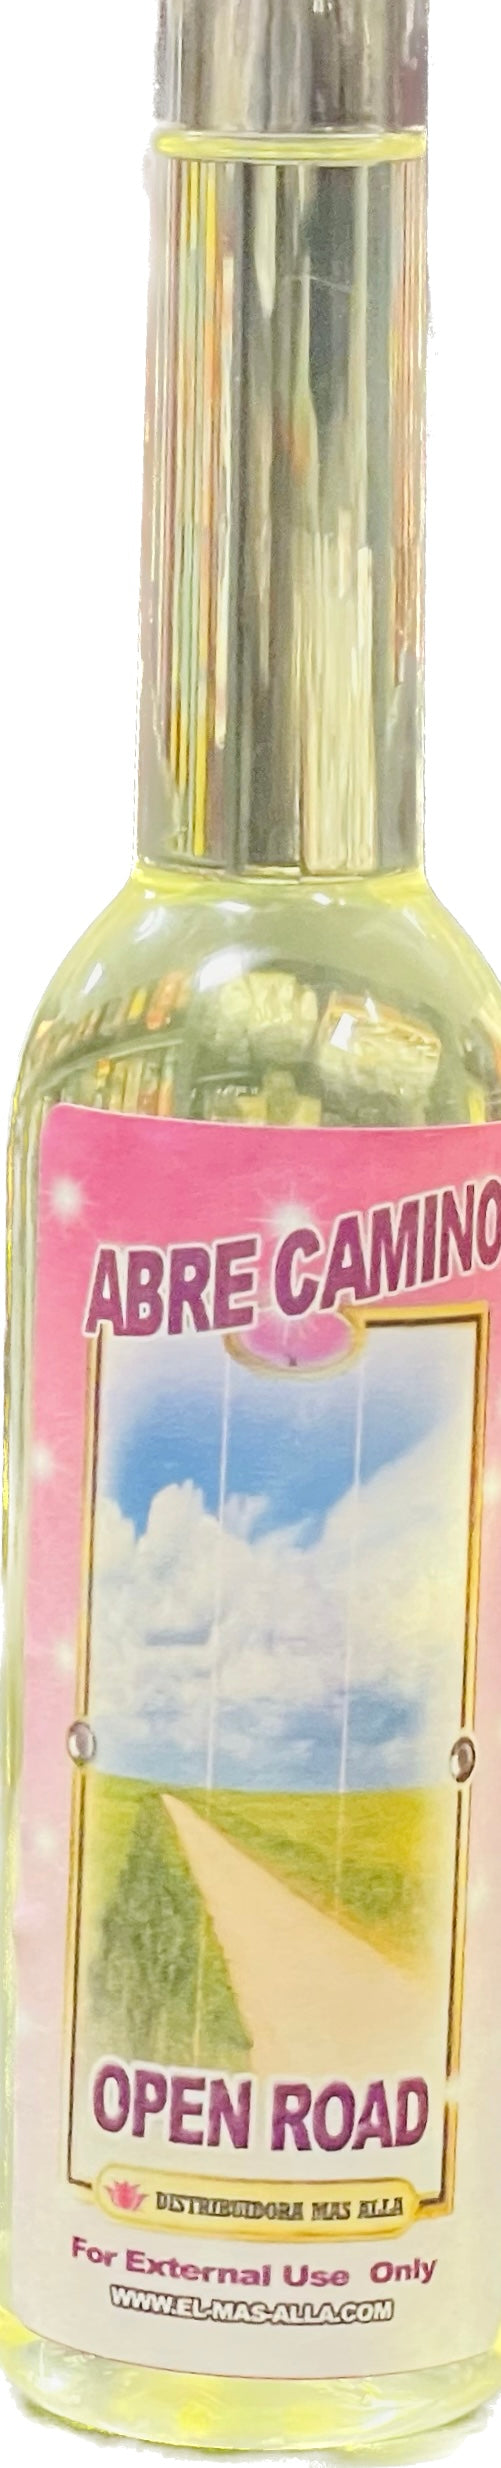 ABRE CAMINO
OPEN ROAD
DISTRIBUIDORA MAS ALLA
For External Use Only
WWW.EL-MAS-ALLA.COM